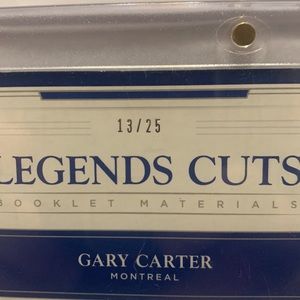 13/25
LEGENDS CUTS
BOOKLET MATERIALS
GARY CARTER
MONTREAL